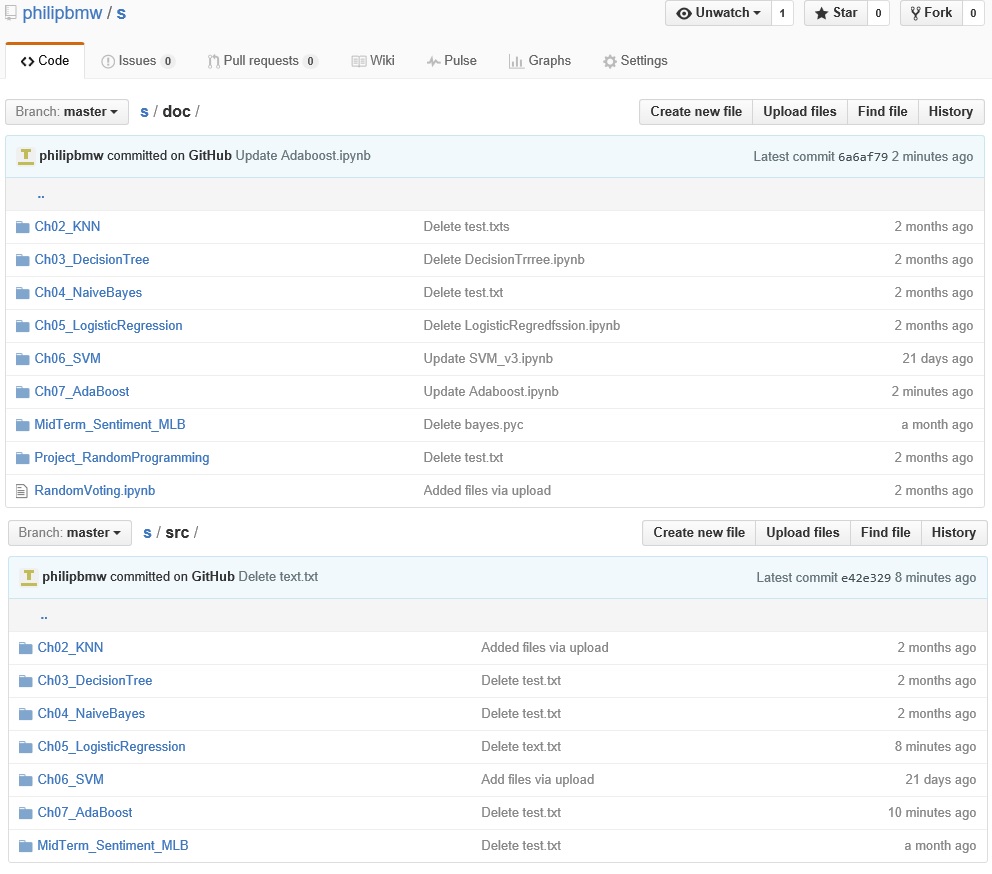 philipbmw / s Unwatch 1 Star 0 Fork 0
Code Issues 0 Pull requests 0 Wiki Pulse Graphs Settings
Branch: master s / doc / Create new file Upload files Find file History
philipbmw committed on GitHub Update Adaboost.ipynb Latest commit 6a6af79 2 minutes ago
..
Ch02_KNN Delete test.txts 2 months ago
Ch03_DecisionTree Delete DecisionTrrree.ipynb 2 months ago
Ch04_NaiveBayes Delete test.txt 2 months ago
Ch05_LogisticRegression Delete LogisticRegredfssion.ipynb 2 months ago
Ch06_SVM Update SVM_v3.ipynb 21 days ago
Ch07_AdaBoost Update Adaboost.ipynb 2 minutes ago
MidTerm_Sentiment_MLB Delete bayes.pyc a month ago
Project_RandomProgramming Delete test.txt 2 months ago
RandomVoting.ipynb Added files via upload 2 months ago
Branch: master s / src / Create new file Upload files Find file History
philipbmw committed on GitHub Delete text.txt Latest commit e42e329 8 minutes ago
..
Ch02_KNN Added files via upload 2 months ago
Ch03_DecisionTree Delete test.txt 2 months ago
Ch04_NaiveBayes Delete test.txt 2 months ago
Ch05_LogisticRegression Delete text.txt 8 minutes ago
Ch06_SVM Add files via upload 21 days ago
Ch07_AdaBoost Delete test.txt 10 minutes ago
MidTerm_Sentiment_MLB Delete test.txt a month ago